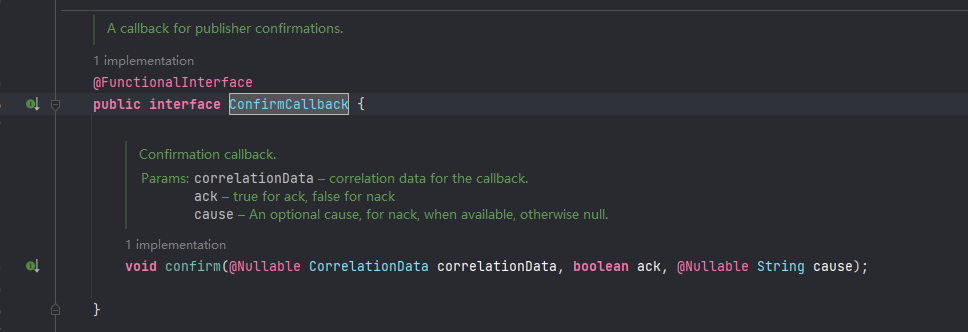 A callback for publisher confirmations.
1 implementation
@FunctionalInterface
public interface ConfirmCallback {
Confirmation callback.
Params: correlationData – correlation data for the callback.
ack – true for ack, false for nack
cause – An optional cause, for nack, when available, otherwise null.
1 implementation
void confirm(@Nullable CorrelationData correlationData, boolean ack, @Nullable String cause);
}